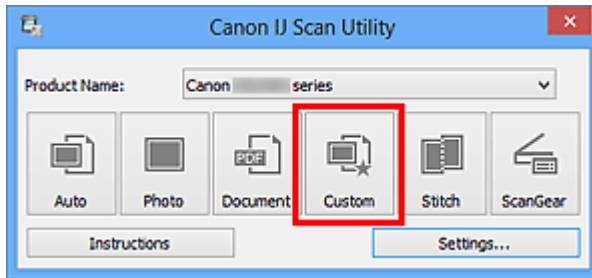 Canon IJ Scan Utility
Product Name: Canon series
PDF
Auto Photo Document Custom Stitch ScanGear
Instructions Settings...